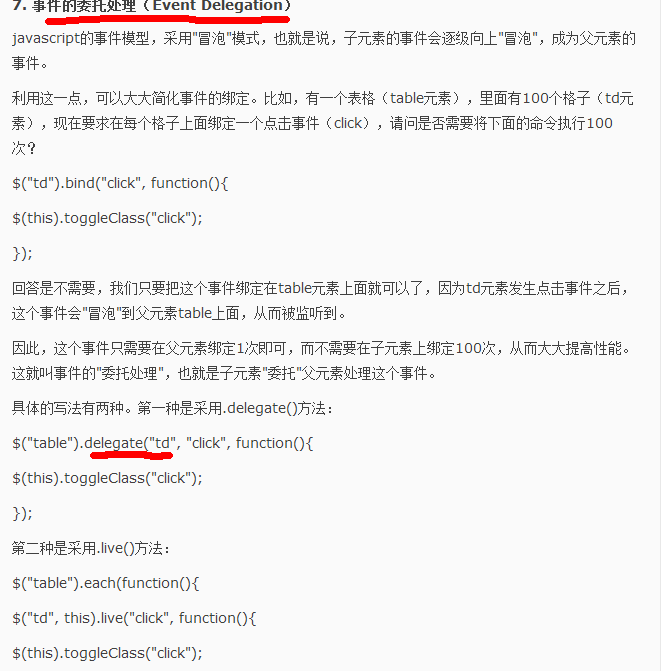 7. 事件的委托处理（Event Delegation）
javascript的事件模型，采用"冒泡"模式，也就是说，子元素的事件会逐级向上"冒泡"，成为父元素的
事件。
利用这一点，可以大大简化事件的绑定。比如，有一个表格（table元素），里面有100个格子（td元
素），现在要求在每个格子上面绑定一个点击事件（click），请问是否需要将下面的命令执行100
次？
$("td").bind("click", function(){
$(this).toggleClass("click");
});
回答是不需要，我们只要把这个事件绑定在table元素上面就可以了，因为td元素发生点击事件之后，
这个事件会"冒泡"到父元素table上面，从而被监听到。
因此，这个事件只需要在父元素绑定1次即可，而不需要在子元素上绑定100次，从而大大提高性能。
这就叫事件的"委托处理"，也就是子元素"委托"父元素处理这个事件。
具体的写法有两种。第一种是采用.delegate()方法：
$("table").delegate("td", "click", function(){
$(this).toggleClass("click");
});
第二种是采用.live()方法：
$("table").each(function(){
$("td", this).live("click", function(){
$(this).toggleClass("click");